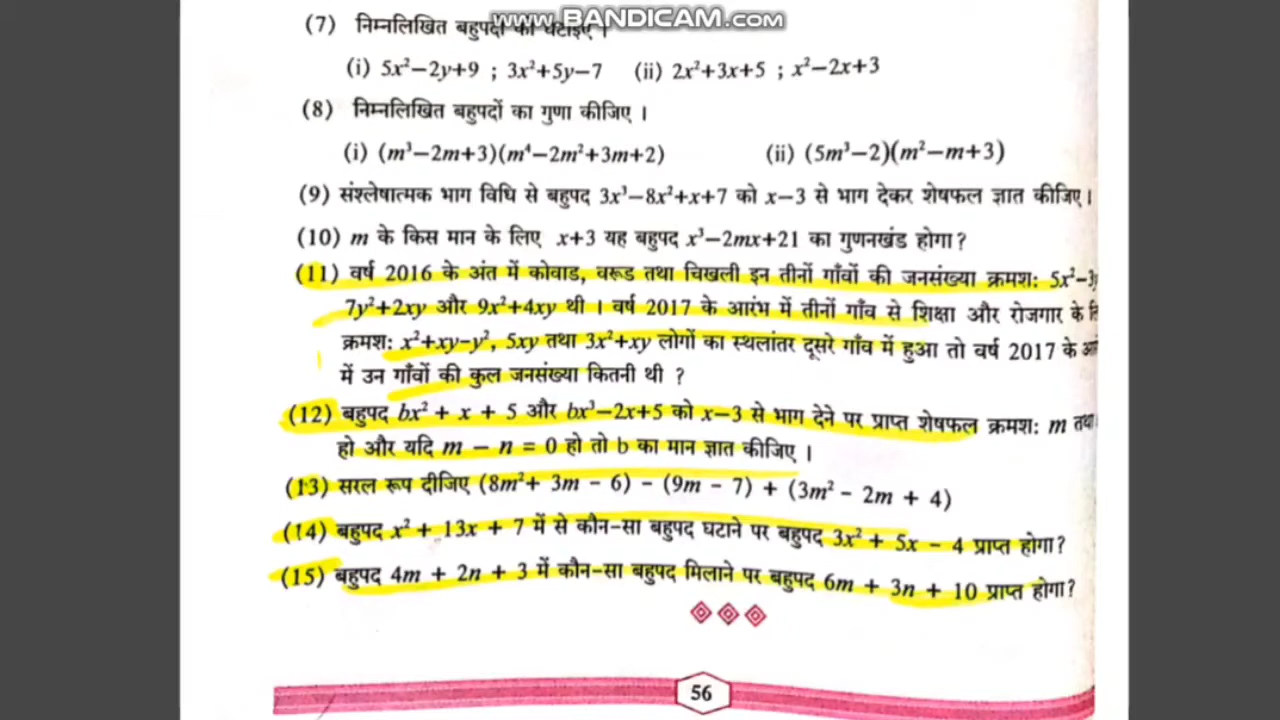 www.BANDICAM.com
(7) निम्नलिखित बहुपदों को घटाइए ।
(i) 5x²−2y+9 ; 3x²+5y−7 (ii) 2x²+3x+5 ; x²−2x+3
(8) निम्नलिखित बहुपदों का गुणा कीजिए ।
(i) (m³−2m+3)(m⁴−2m²+3m+2) (ii) (5m³−2)(m²−m+3)
(9) संश्लेषात्मक भाग विधि से बहुपद 3x³−8x²+x+7 को x−3 से भाग देकर शेषफल ज्ञात कीजिए ।
(10) m के किस मान के लिए x+3 यह बहुपद x³−2mx+21 का गुणनखंड होगा?
(11) वर्ष 2016 के अंत में कोवाड, वरूड तथा चिखली इन तीनों गाँवों की जनसंख्या क्रमशः 5x²−3
7y²+2xy और 9x²+4xy थी । वर्ष 2017 के आरंभ में तीनों गाँव से शिक्षा और रोजगार के
क्रमशः x²+xy−y², 5xy तथा 3x²+xy लोगों का स्थलांतर दूसरे गाँव में हुआ तो वर्ष 2017 के
में उन गाँवों की कुल जनसंख्या कितनी थी ?
(12) बहुपद bx² + x + 5 और bx³−2x+5 को x−3 से भाग देने पर प्राप्त शेषफल क्रमशः m तथा
हो और यदि m − n = 0 हो तो b का मान ज्ञात कीजिए ।
(13) सरल रूप दीजिए (8m²+ 3m − 6) − (9m − 7) + (3m² − 2m + 4)
(14) बहुपद x² + 13x + 7 में से कौन-सा बहुपद घटाने पर बहुपद 3x² + 5x − 4 प्राप्त होगा?
(15) बहुपद 4m + 2n + 3 में कौन-सा बहुपद मिलाने पर बहुपद 6m + 3n + 10 प्राप्त होगा?
56